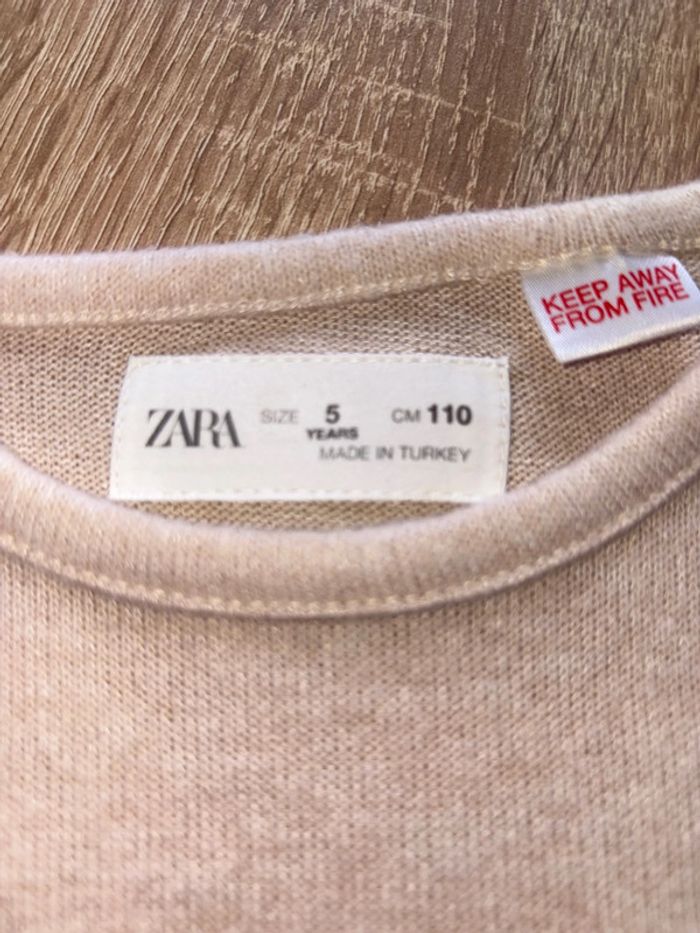 KEEP AWAY
FROM FIRE
ZARA SIZE 5 CM 110
YEARS
MADE IN TURKEY